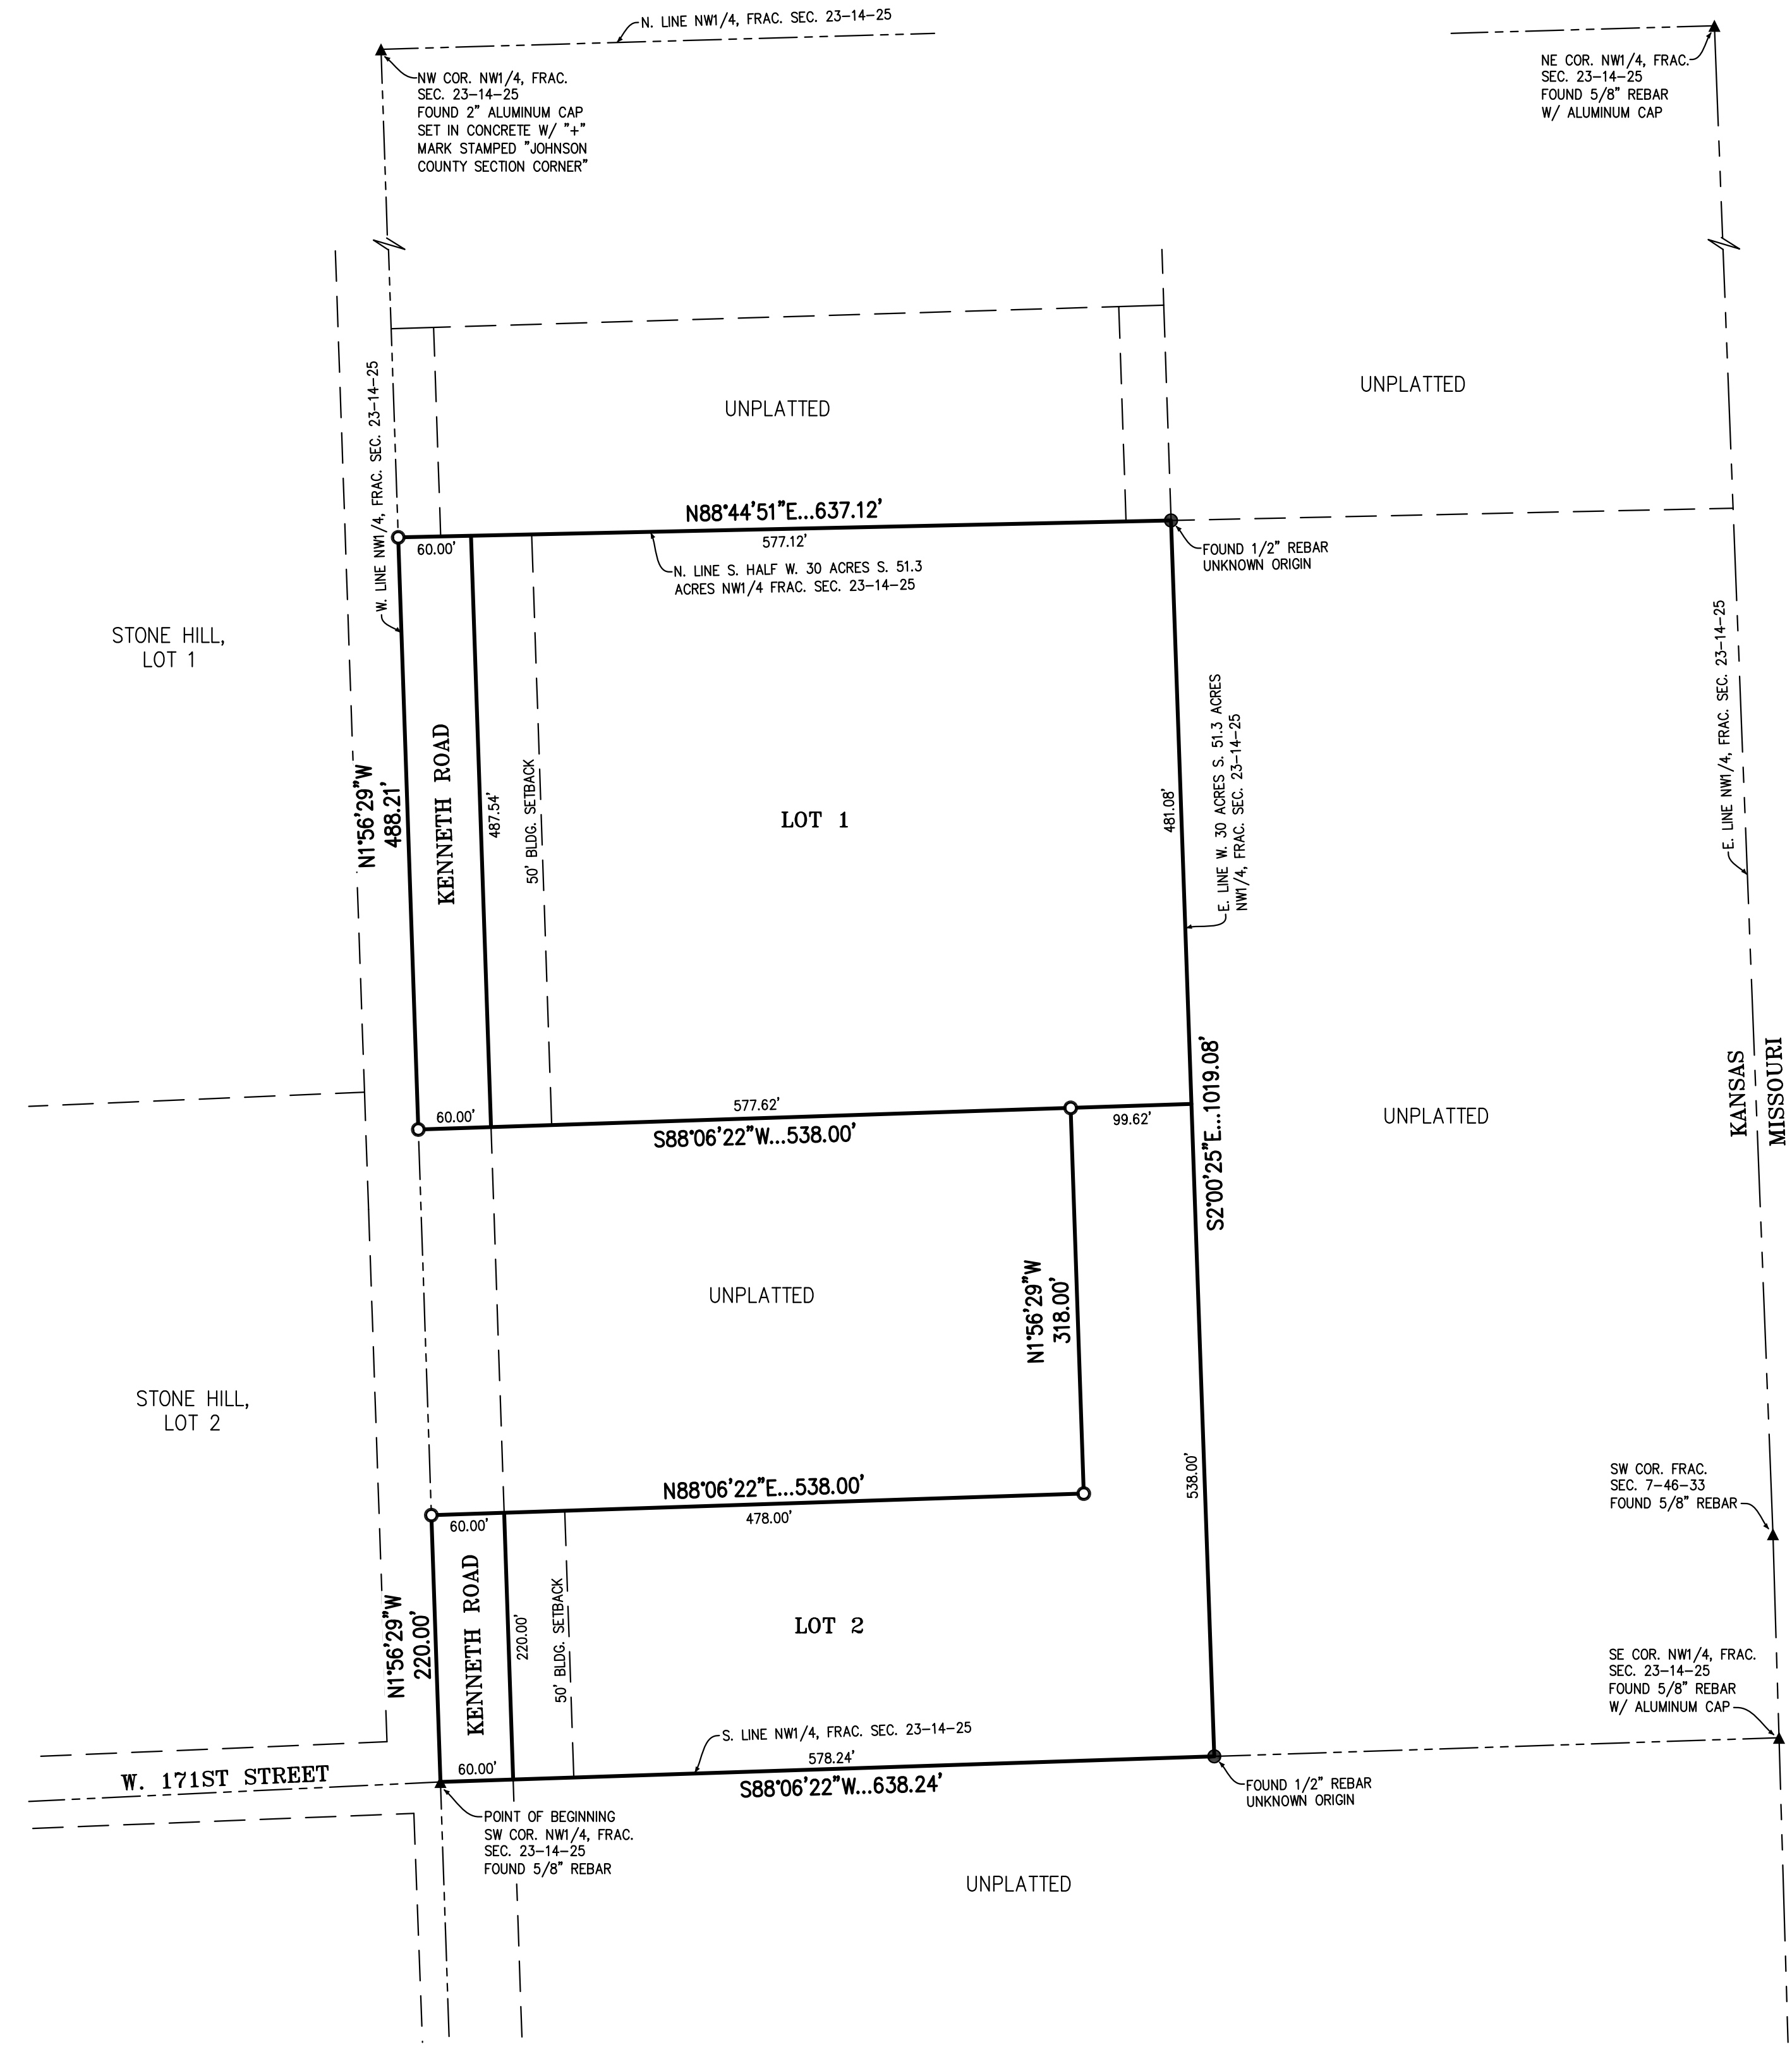 N. LINE NW1/4, FRAC. SEC. 23-14-25
NW COR. NW1/4, FRAC.
SEC. 23-14-25
FOUND 2" ALUMINUM CAP
SET IN CONCRETE W/ "+"
MARK STAMPED "JOHNSON
COUNTY SECTION CORNER"
NE COR. NW1/4, FRAC.
SEC. 23-14-25
FOUND 5/8" REBAR
W/ ALUMINUM CAP
W. LINE NW1/4, FRAC. SEC. 23-14-25
UNPLATTED
UNPLATTED
N88°44'51"E...637.12'
60.00'
577.12'
N. LINE S. HALF W. 30 ACRES S. 51.3
ACRES NW1/4 FRAC. SEC. 23-14-25
FOUND 1/2" REBAR
UNKNOWN ORIGIN
STONE HILL,
LOT 1
N1°56'29"W
488.21'
KENNETH ROAD
487.54'
50' BLDG. SETBACK
LOT 1
481.08'
E. LINE W. 30 ACRES S. 51.3 ACRES
NW1/4, FRAC. SEC. 23-14-25
E. LINE NW1/4, FRAC. SEC. 23-14-25
60.00'
577.62'
S88°06'22"W...538.00'
99.62'
S2°00'25"E...1019.08'
UNPLATTED
KANSAS
MISSOURI
UNPLATTED
N1°56'29"W
318.00'
STONE HILL,
LOT 2
N88°06'22"E...538.00'
60.00'
478.00'
538.00'
SW COR. FRAC.
SEC. 7-46-33
FOUND 5/8" REBAR
N1°56'29"W
220.00'
KENNETH ROAD
220.00'
50' BLDG. SETBACK
LOT 2
SE COR. NW1/4, FRAC.
SEC. 23-14-25
FOUND 5/8" REBAR
W/ ALUMINUM CAP
S. LINE NW1/4, FRAC. SEC. 23-14-25
60.00'
578.24'
S88°06'22"W...638.24'
W. 171ST STREET
FOUND 1/2" REBAR
UNKNOWN ORIGIN
POINT OF BEGINNING
SW COR. NW1/4, FRAC.
SEC. 23-14-25
FOUND 5/8" REBAR
UNPLATTED